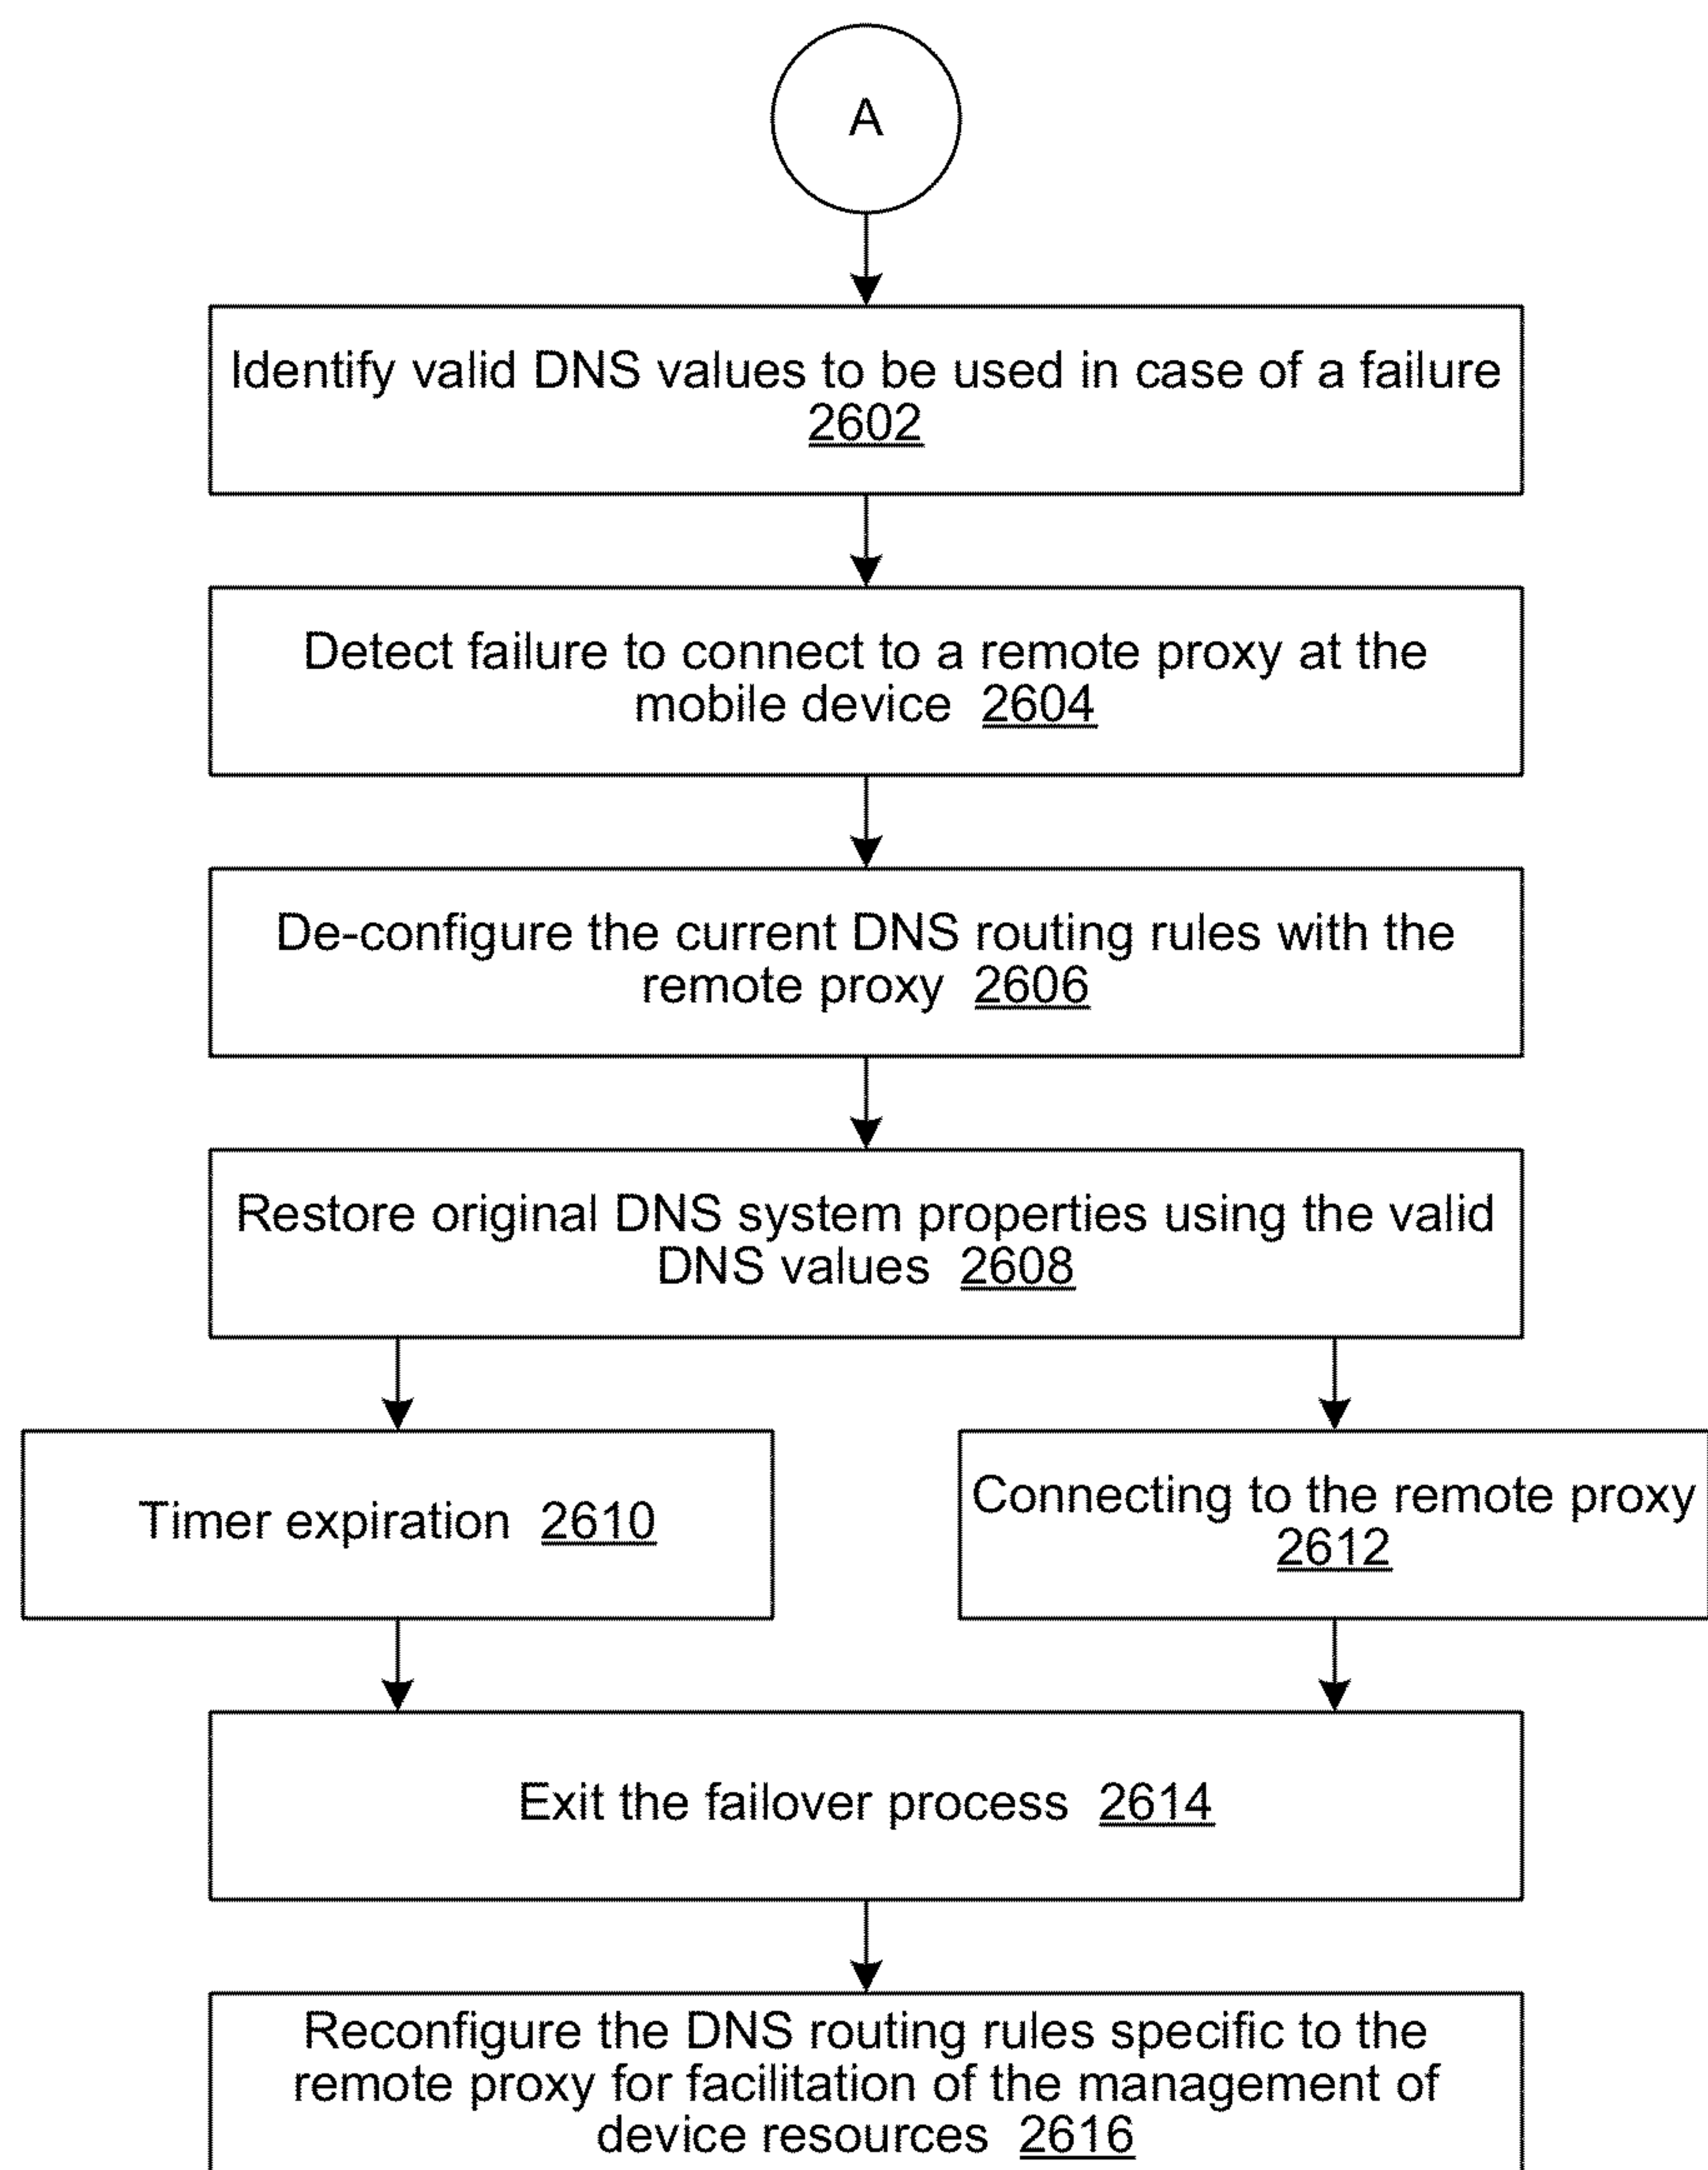 A
Identify valid DNS values to be used in case of a failure
2602
Detect failure to connect to a remote proxy at the
mobile device 2604
De-configure the current DNS routing rules with the
remote proxy 2606
Restore original DNS system properties using the valid
DNS values 2608
Timer expiration 2610
Connecting to the remote proxy
2612
Exit the failover process 2614
Reconfigure the DNS routing rules specific to the
remote proxy for facilitation of the management of
device resources 2616